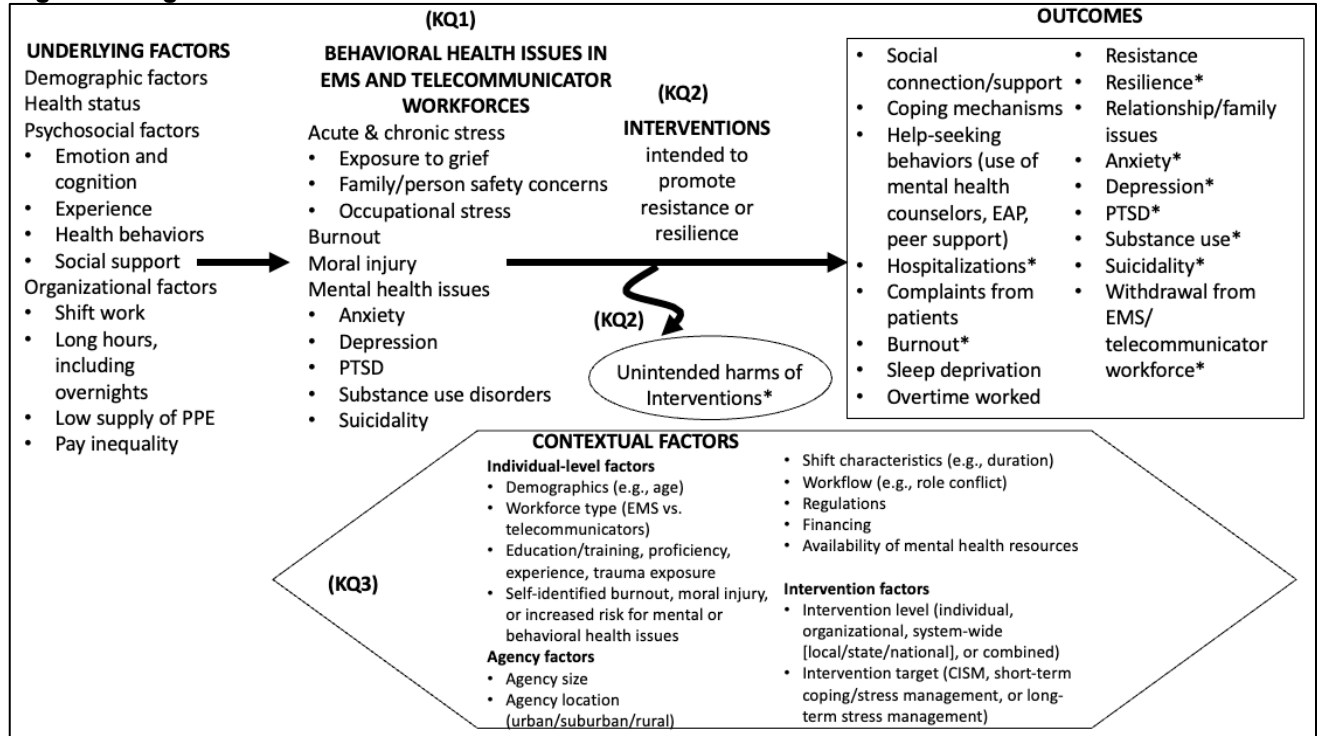 (KQ1)
UNDERLYING FACTORS
Demographic factors
Health status
Psychosocial factors
• Emotion and
cognition
• Experience
• Health behaviors
• Social support
Organizational factors
• Shift work
• Long hours,
including
overnights
• Low supply of PPE
• Pay inequality
BEHAVIORAL HEALTH ISSUES IN
EMS AND TELECOMMUNICATOR
WORKFORCES
Acute & chronic stress
• Exposure to grief
• Family/person safety concerns
• Occupational stress
Burnout
Moral injury
Mental health issues
• Anxiety
• Depression
• PTSD
• Substance use disorders
• Suicidality
(KQ2)
INTERVENTIONS
intended to
promote
resistance or
resilience
(KQ2)
Unintended harms of
Interventions*
OUTCOMES
• Social
connection/support
• Coping mechanisms
• Help-seeking
behaviors (use of
mental health
counselors, EAP,
peer support)
• Hospitalizations*
• Complaints from
patients
• Burnout*
• Sleep deprivation
• Overtime worked
• Resistance
• Resilience*
• Relationship/family
issues
• Anxiety*
• Depression*
• PTSD*
• Substance use*
• Suicidality*
• Withdrawal from
EMS/
telecommunicator
workforce*
(KQ3)
CONTEXTUAL FACTORS
Individual-level factors
• Demographics (e.g., age)
• Workforce type (EMS vs.
telecommunicators)
• Education/training, proficiency,
experience, trauma exposure
• Self-identified burnout, moral injury,
or increased risk for mental or
behavioral health issues
Agency factors
• Agency size
• Agency location
(urban/suburban/rural)
• Shift characteristics (e.g., duration)
• Workflow (e.g., role conflict)
• Regulations
• Financing
• Availability of mental health resources
Intervention factors
• Intervention level (individual,
organizational, system-wide
[local/state/national], or combined)
• Intervention target (CISM, short-term
coping/stress management, or long-
term stress management)